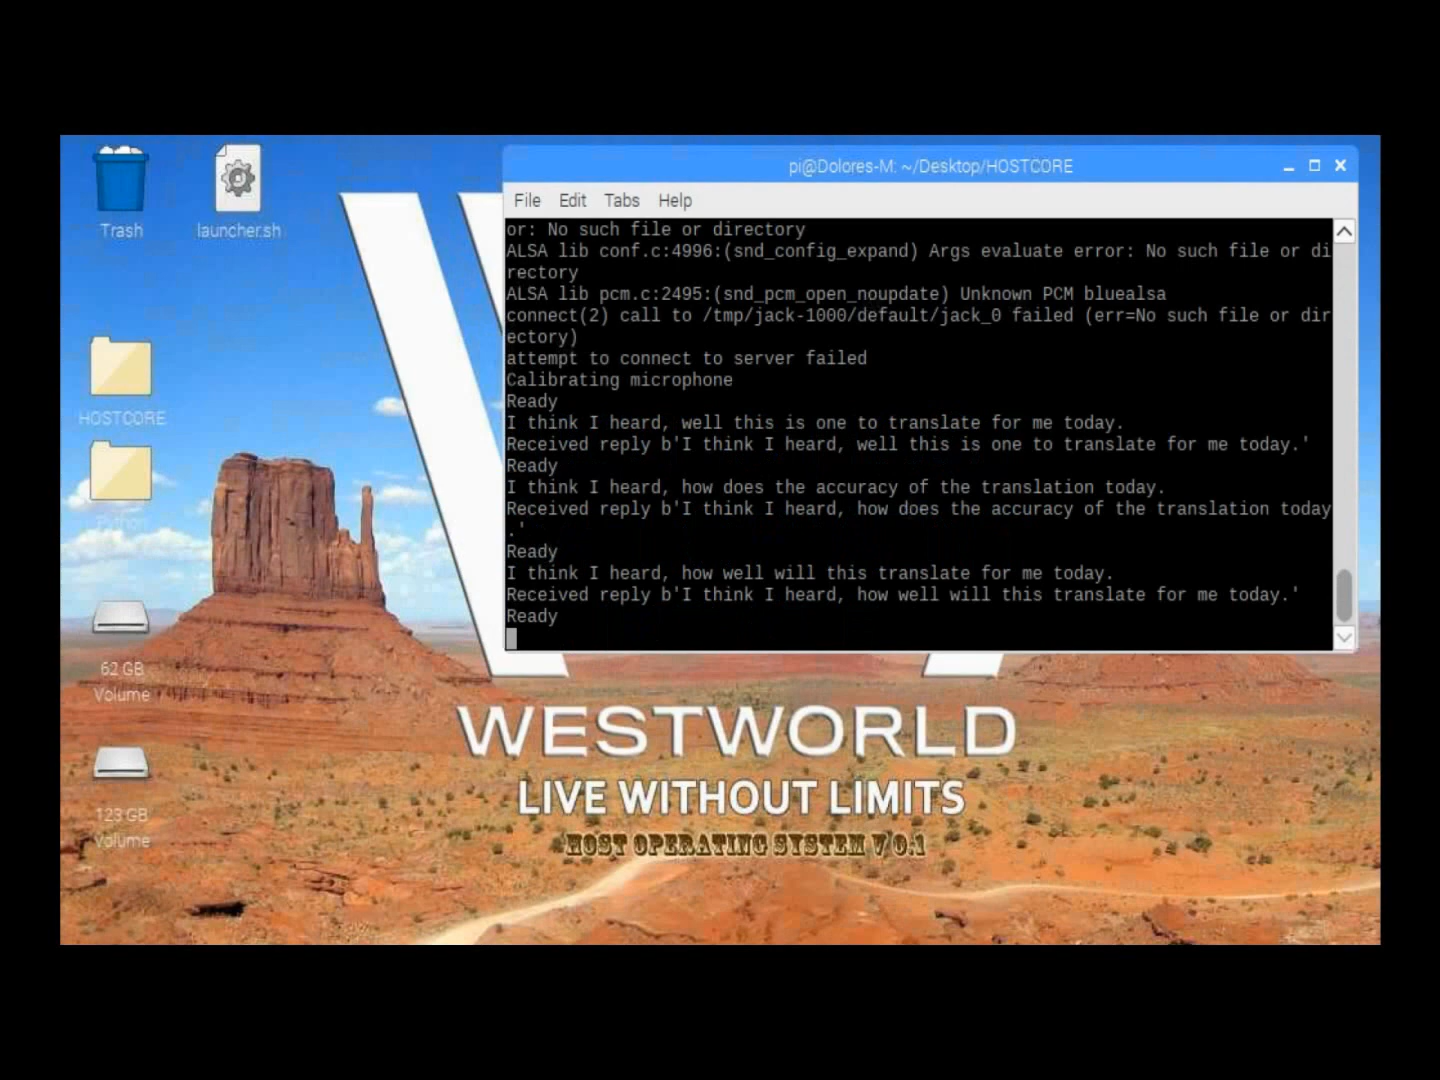 Trash
launcher.sh
HOSTCORE
Python
62 GB
Volume
123 GB
Volume
pi@Dolores-M: ~/Desktop/HOSTCORE
File Edit Tabs Help
or: No such file or directory
ALSA lib conf.c:4996:(snd_config_expand) Args evaluate error: No such file or di
rectory
ALSA lib pcm.c:2495:(snd_pcm_open_noupdate) Unknown PCM bluealsa
connect(2) call to /tmp/jack-1000/default/jack_0 failed (err=No such file or dir
ectory)
attempt to connect to server failed
Calibrating microphone
Ready
I think I heard, well this is one to translate for me today.
Received reply b'I think I heard, well this is one to translate for me today.'
Ready
I think I heard, how does the accuracy of the translation today.
Received reply b'I think I heard, how does the accuracy of the translation today
.'
Ready
I think I heard, how well will this translate for me today.
Received reply b'I think I heard, how well will this translate for me today.'
Ready
WESTWORLD
LIVE WITHOUT LIMITS
HOST OPERATING SYSTEM V 0.1